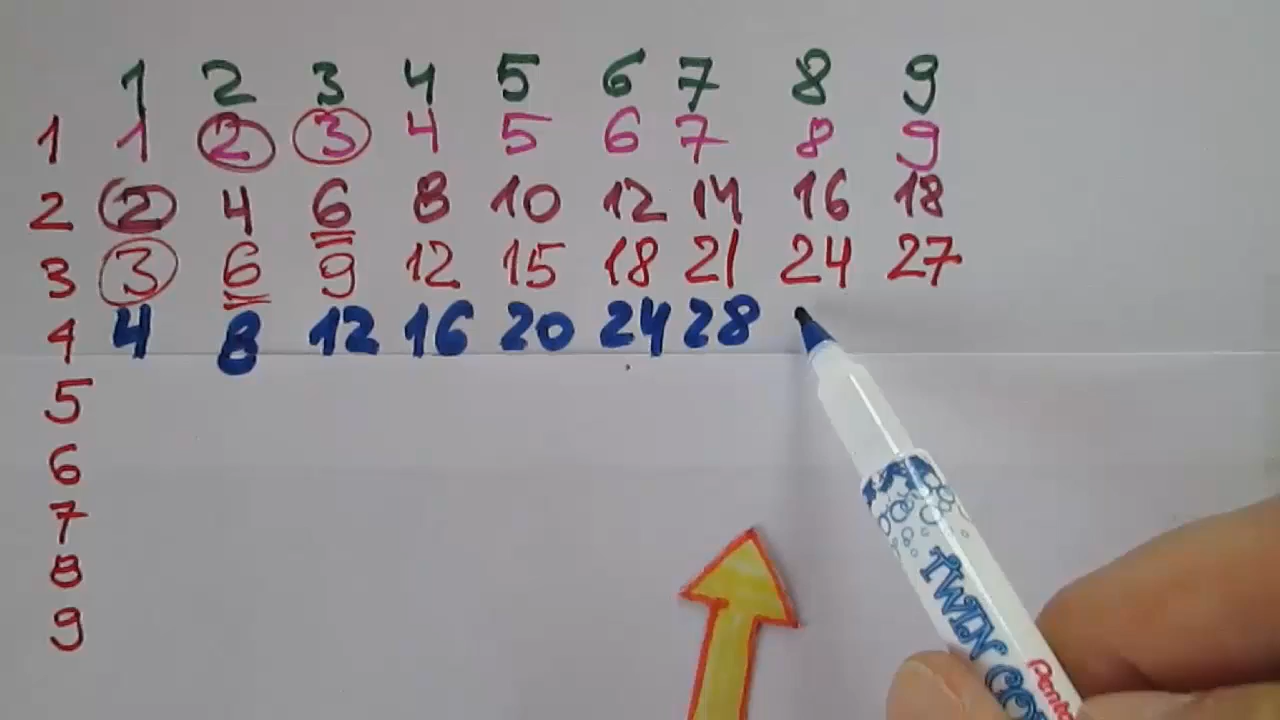 1 2 3 4 5 6 7 8 9
1 1 2 3 4 5 6 7 8 9
2 2 4 6 8 10 12 14 16 18
3 3 6 9 12 15 18 21 24 27
4 4 8 12 16 20 24 28
5
6
7
8
9
TWIN